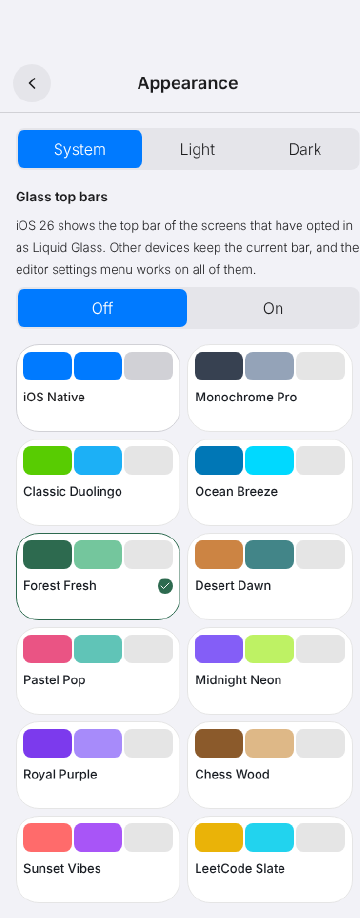 Appearance
System Light Dark
Glass top bars
iOS 26 shows the top bar of the screens that have opted in
as Liquid Glass. Other devices keep the current bar, and the
editor settings menu works on all of them.
Off On
iOS Native Monochrome Pro
Classic Duolingo Ocean Breeze
Forest Fresh Desert Dawn
Pastel Pop Midnight Neon
Royal Purple Chess Wood
Sunset Vibes LeetCode Slate